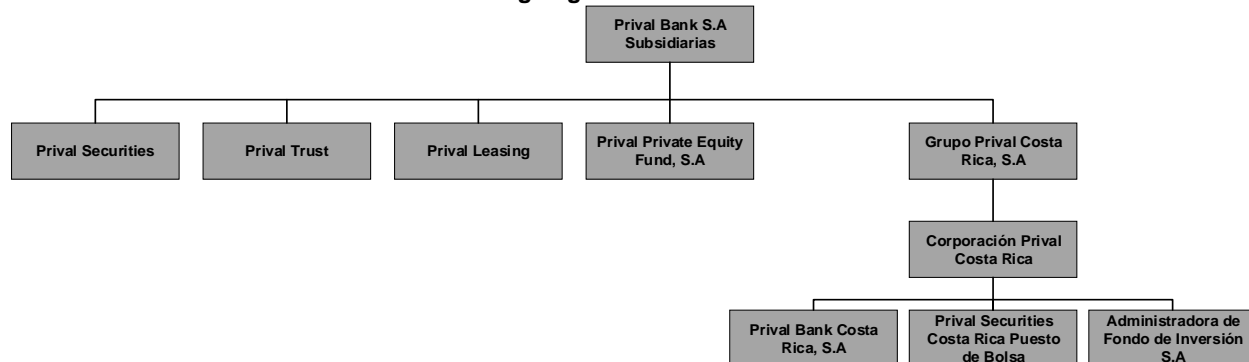 Prival Bank S.A
Subsidiarias
Prival Securities
Prival Trust
Prival Leasing
Prival Private Equity
Fund, S.A
Grupo Prival Costa
Rica, S.A
Corporación Prival
Costa Rica
Prival Bank Costa
Rica, S.A
Prival Securities
Costa Rica Puesto
de Bolsa
Administradora de
Fondo de Inversión
S.A